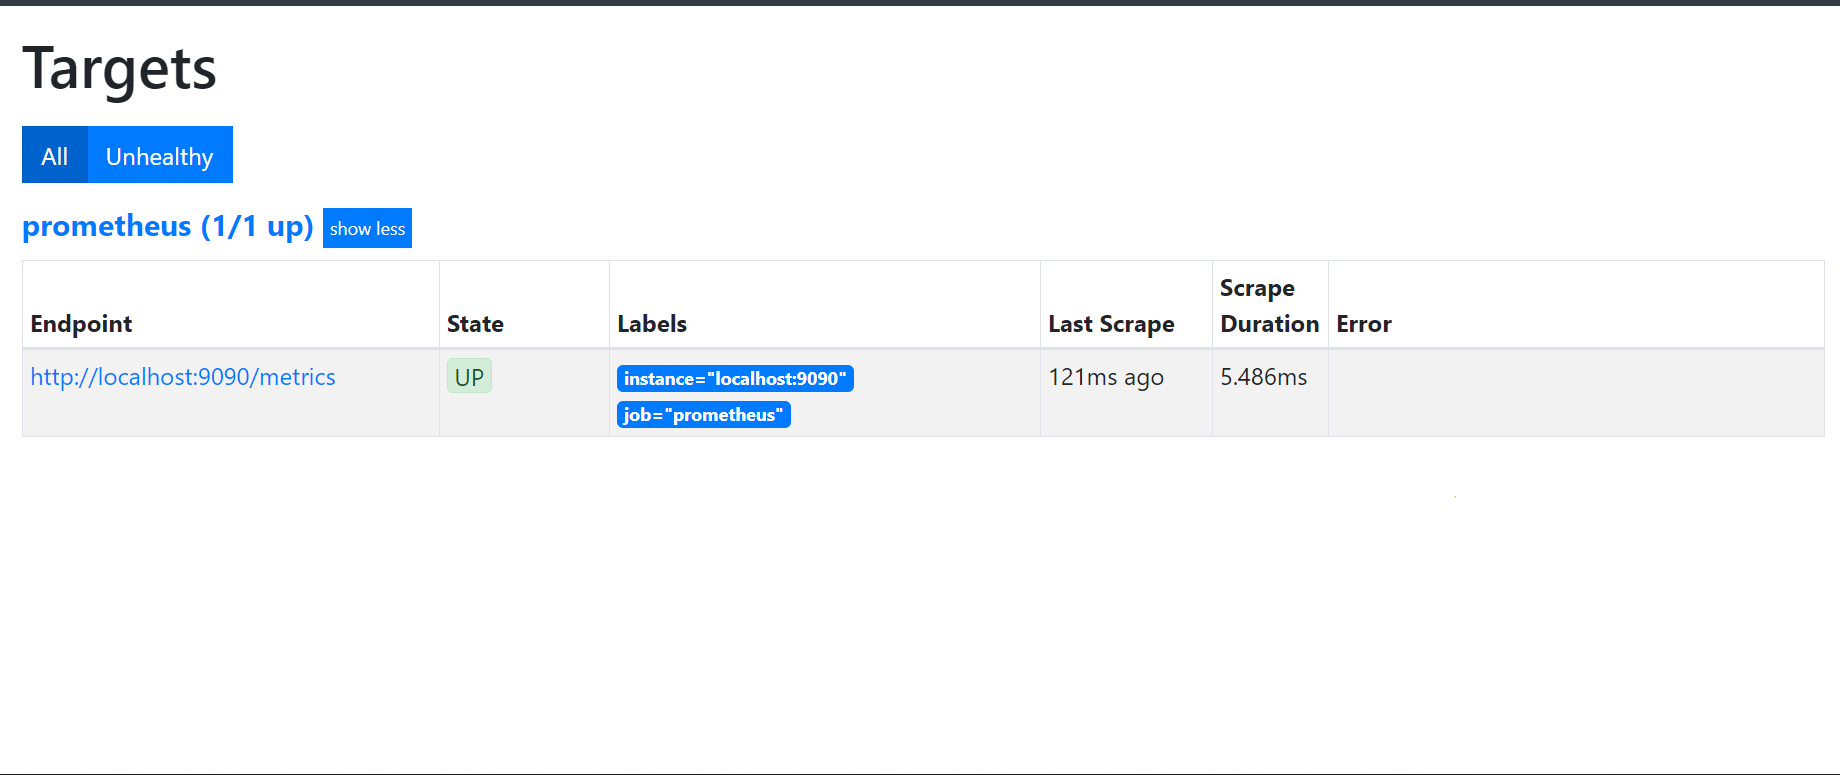 Targets
All Unhealthy
prometheus (1/1 up) show less
Endpoint State Labels Last Scrape Scrape Duration Error
http://localhost:9090/metrics UP instance="localhost:9090" 121ms ago 5.486ms
job="prometheus"